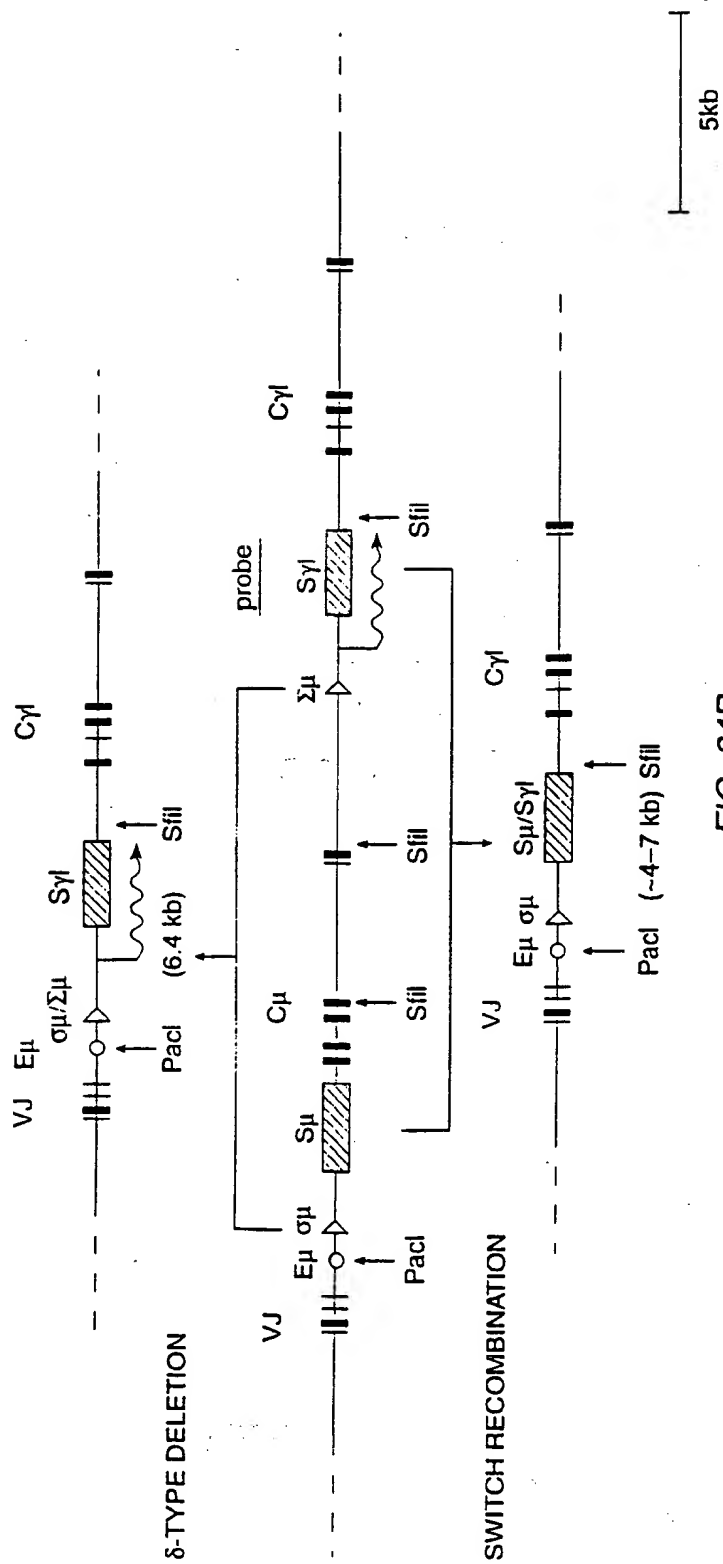 δ-TYPE DELETION
VJ Eμ σμ/Σμ Sγl Cγl
PacI (6.4 kb) SfiI
probe
VJ Eμ σμ Sμ Cμ Σμ Sγl Cγl
PacI SfiI SfiI SfiI
SWITCH RECOMBINATION
VJ Eμ σμ Sμ/Sγl Cγl
PacI (~4–7 kb) SfiI
5kb
FIG.